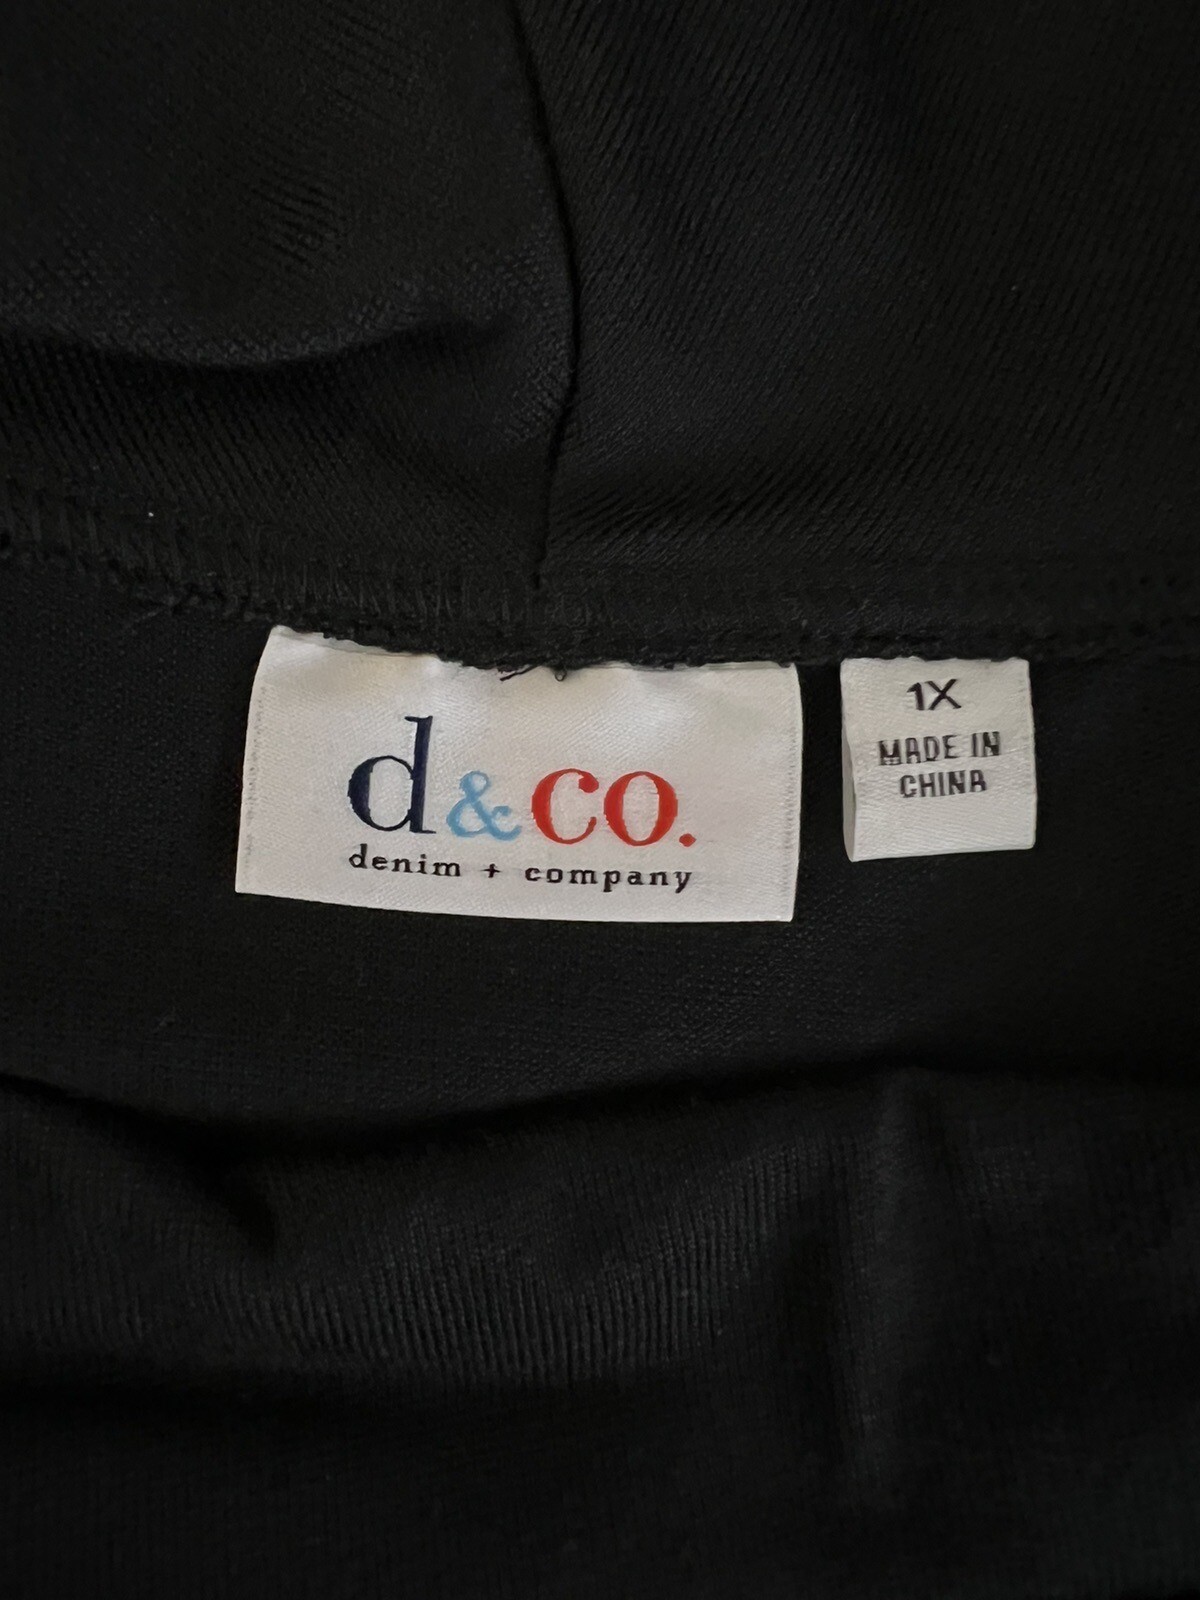 d&co.
denim + company
1X
MADE IN
CHINA